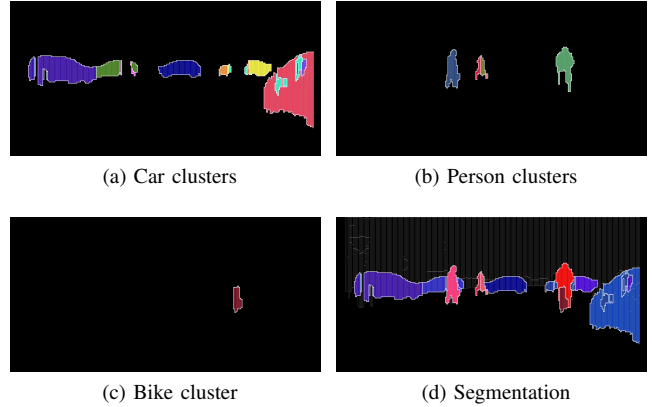 (a) Car clusters
(b) Person clusters
(c) Bike cluster
(d) Segmentation